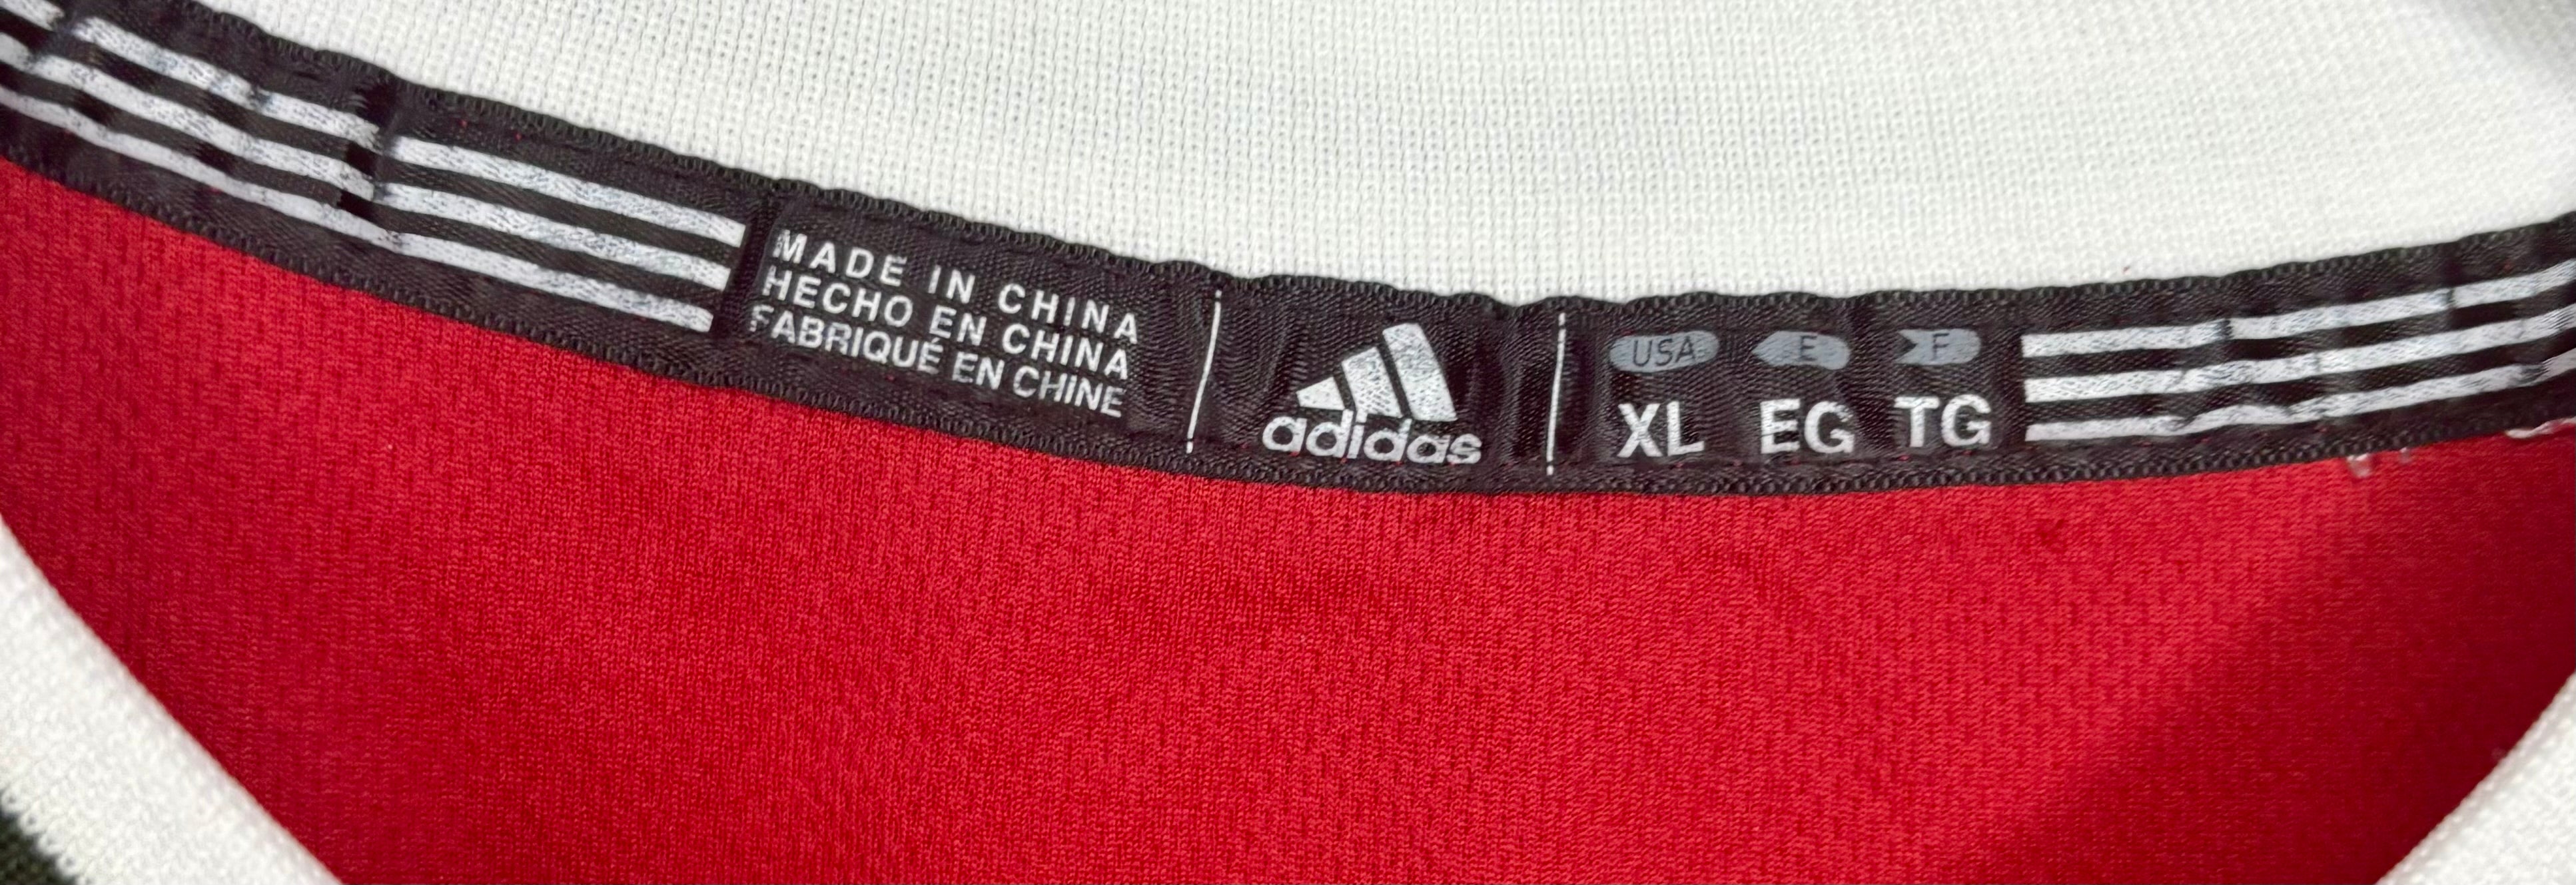 MADE IN CHINA
HECHO EN CHINA
FABRIQUÉ EN CHINE
adidas
USA E F
XL EG TG